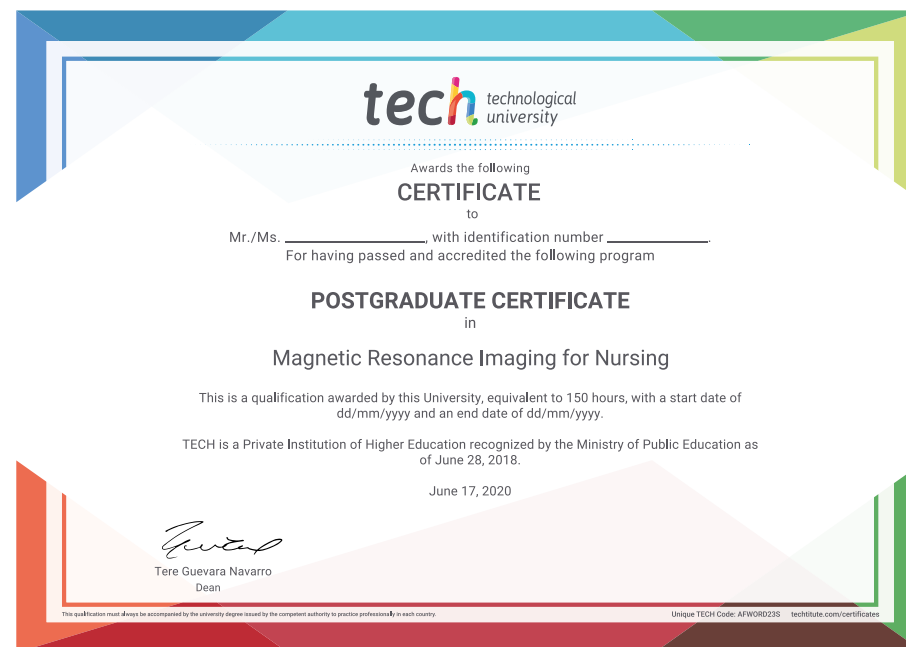 tech technological
university
Awards the following
CERTIFICATE
to
Mr./Ms. ____________, with identification number ____________.
For having passed and accredited the following program
POSTGRADUATE CERTIFICATE
in
Magnetic Resonance Imaging for Nursing
This is a qualification awarded by this University, equivalent to 150 hours, with a start date of
dd/mm/yyyy and an end date of dd/mm/yyyy.
TECH is a Private Institution of Higher Education recognized by the Ministry of Public Education as
of June 28, 2018.
June 17, 2020
Tere Guevara Navarro
Dean
This qualification must always be accompanied by the university degree issued by the competent authority to practice professionally in each country.
Unique TECH Code: AFWORD23S techtitute.com/certificates